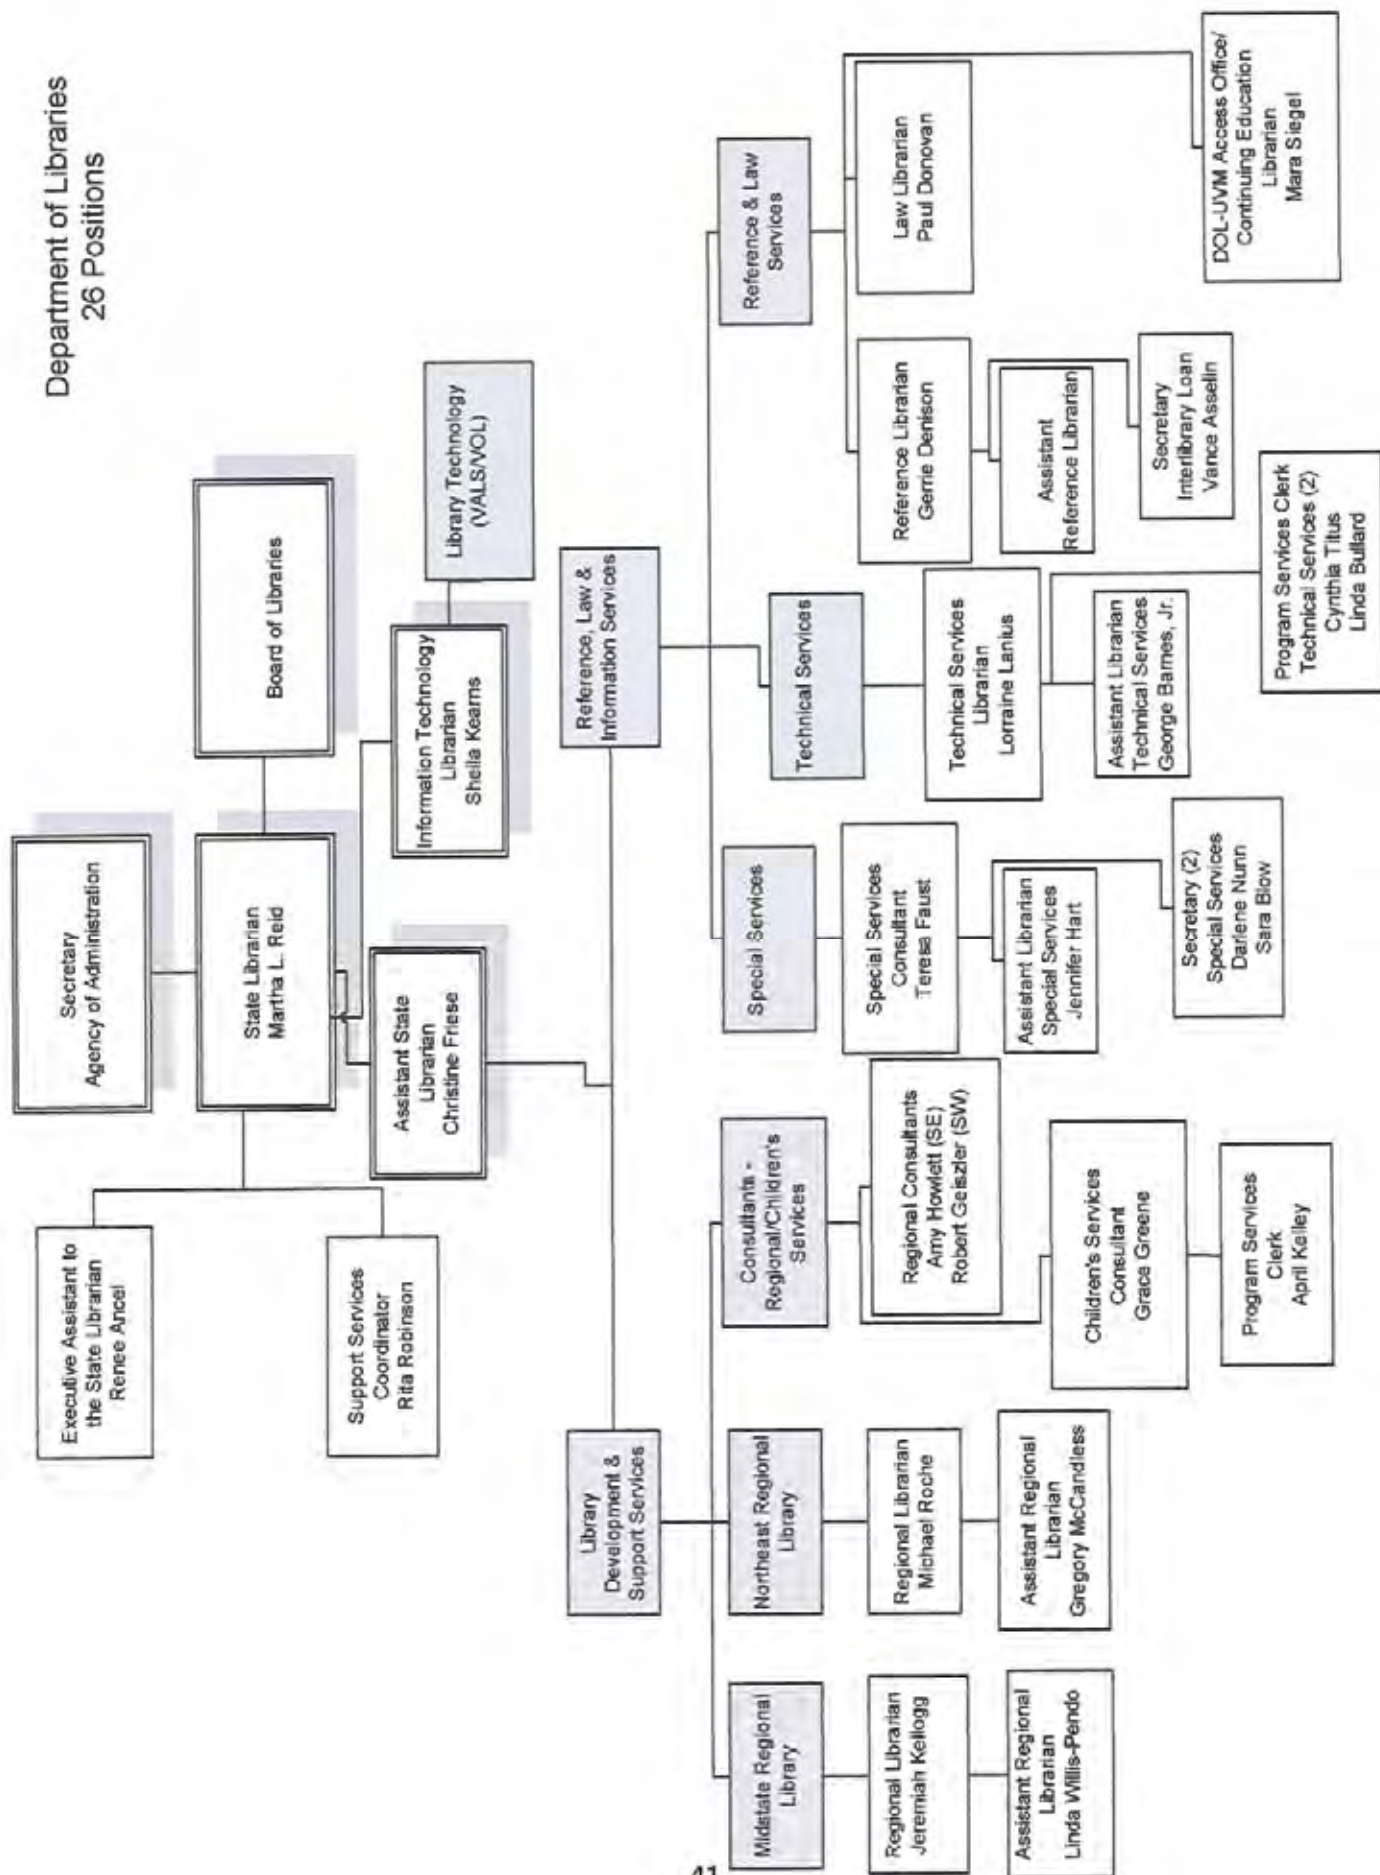 Department of Libraries
26 Positions
Secretary
Agency of Administration
State Librarian
Martha L. Reid
Board of Libraries
Executive Assistant to
the State Librarian
Renee Ancel
Support Services
Coordinator
Rita Robinson
Assistant State
Librarian
Christine Friese
Information Technology
Librarian
Sheila Kearns
Library Technology
(VALS/VOL)
Library
Development &
Support Services
Reference, Law &
Information Services
Midstate Regional
Library
Regional Librarian
Jeremiah Kellogg
Assistant Regional
Librarian
Linda Willis-Pendo
Northeast Regional
Library
Regional Librarian
Michael Roche
Assistant Regional
Librarian
Gregory McCandless
Consultants -
Regional/Children's
Services
Regional Consultants
Amy Howlett (SE)
Robert Geiszler (SW)
Children's Services
Consultant
Grace Greene
Program Services
Clerk
April Kelley
Special Services
Special Services
Consultant
Teresa Faust
Assistant Librarian
Special Services
Jennifer Hart
Secretary (2)
Special Services
Darlene Nunn
Sara Blow
Technical Services
Technical Services
Librarian
Lorraine Lanius
Assistant Librarian
Technical Services
George Barnes, Jr.
Program Services Clerk
Technical Services (2)
Cynthia Titus
Linda Bullard
Reference & Law
Services
Reference Librarian
Gerrie Denison
Assistant
Reference Librarian
Secretary
Interlibrary Loan
Vance Asselin
Law Librarian
Paul Donovan
DOL-UVM Access Office/
Continuing Education
Librarian
Mara Siegel
41